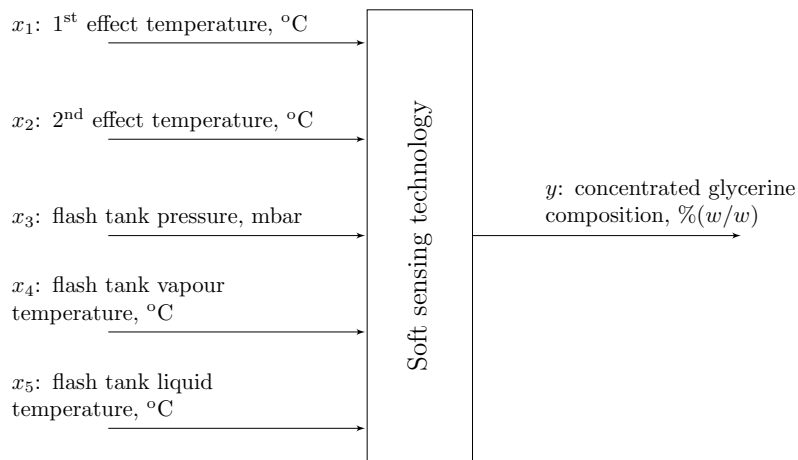 x₁: 1ˢᵗ effect temperature, °C
x₂: 2ⁿᵈ effect temperature, °C
x₃: flash tank pressure, mbar
x₄: flash tank vapour
temperature, °C
x₅: flash tank liquid
temperature, °C
Soft sensing technology
y: concentrated glycerine
composition, %(w/w)